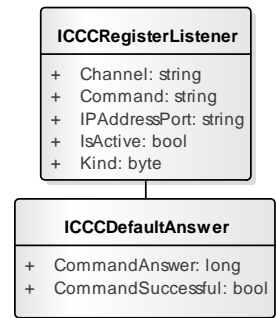 ICCCRegisterListener
+ Channel: string
+ Command: string
+ IPAddressPort: string
+ IsActive: bool
+ Kind: byte
ICCCDefaultAnswer
+ CommandAnswer: long
+ CommandSuccessful: bool